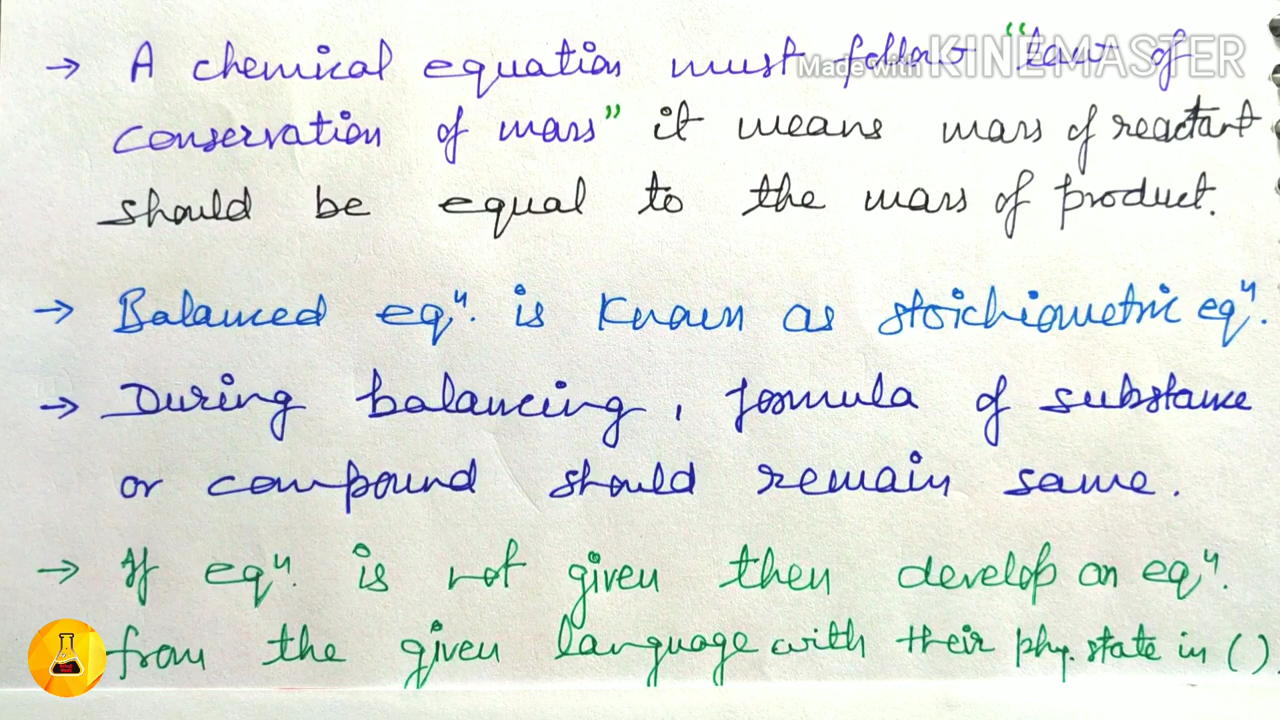 → A chemical equation must follow "law of
Made with KINEMASTER
conservation of mass" it means mass of reactant
should be equal to the mass of product.
→ Balanced eqn. is known as stoichiometric eqn.
→ During balancing, formula of substance
or compound should remain same.
→ If eqn. is not given then develop an eqn.
from the given language with their phy. state in ( ).